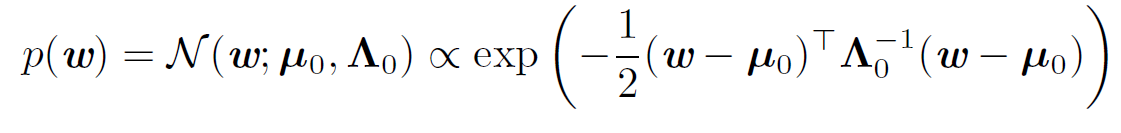 p(w) = 𝒩(w; μ₀, Λ₀) ∝ exp(−½(w − μ₀)⊤Λ₀⁻¹(w − μ₀))